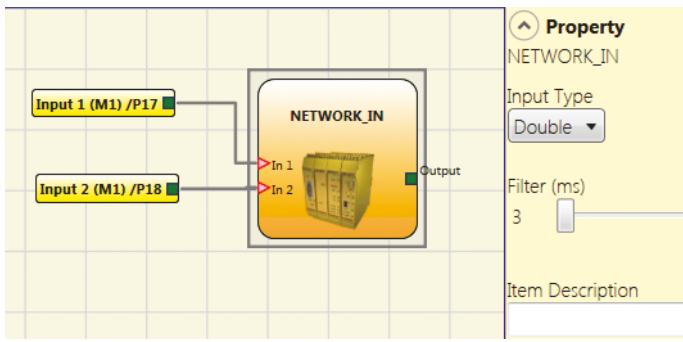 Input 1 (M1) /P17
Input 2 (M1) /P18
NETWORK_IN
In 1
In 2
Output
Property
NETWORK_IN
Input Type
Double
Filter (ms)
3
Item Description